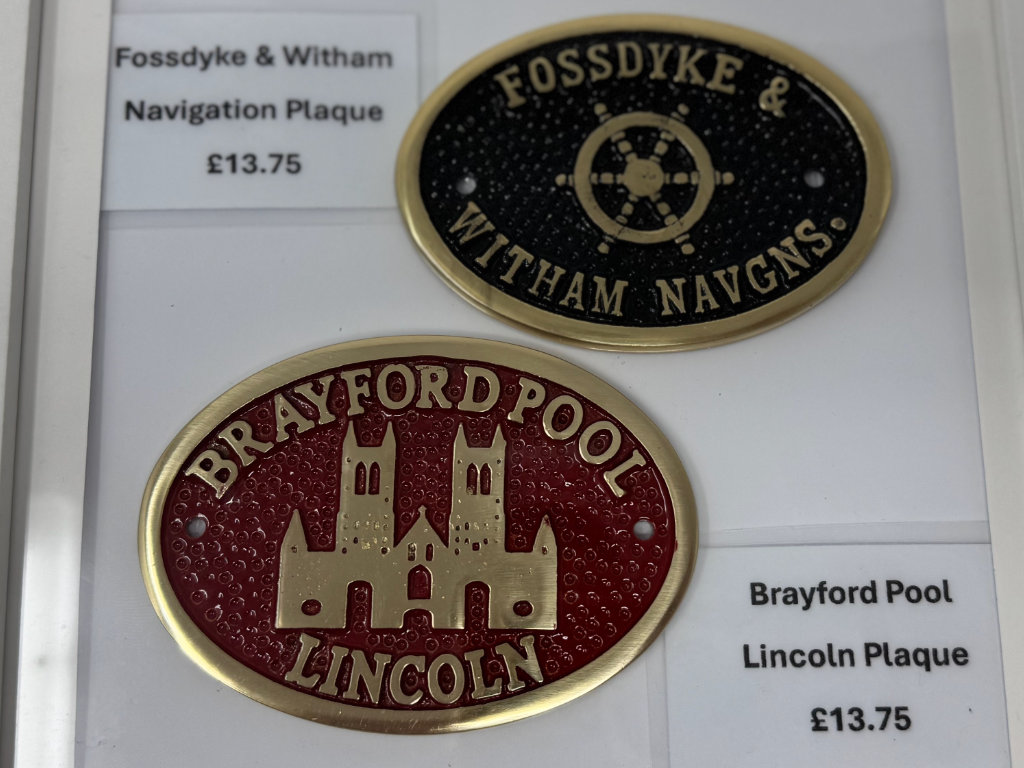 Fossdyke & Witham
Navigation Plaque
£13.75
FOSSDYKE &
WITHAM NAVGNS.
BRAYFORD POOL
LINCOLN
Brayford Pool
Lincoln Plaque
£13.75